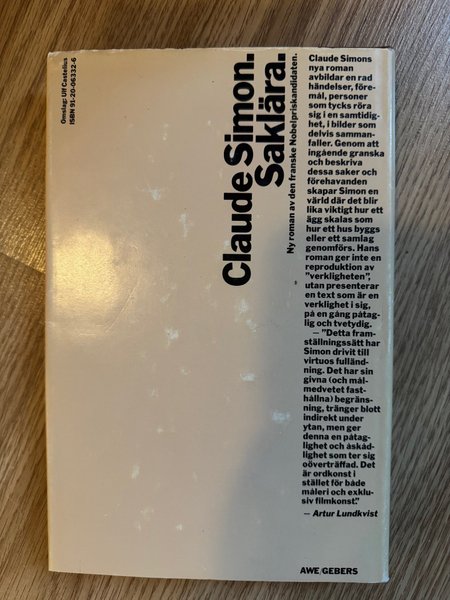 Omslag: Ulf Castelius
ISBN 91-20-06332-6
Claude Simon.
Saklära.
Ny roman av den franske Nobelpriskandidaten.
Claude Simons
nya roman
avbildar en rad
händelser, före-
mål, personer
som tycks röra
sig i en samtidig-
het, i bilder som
delvis samman-
faller. Genom att
ingående granska
och beskriva
dessa saker och
förehavanden
skapar Simon en
värld där det blir
lika viktigt hur ett
ägg skalas som
hur ett hus byggs
eller ett samlag
genomförs. Hans
roman ger inte en
reproduktion av
"verkligheten",
utan presenterar
en text som är en
verklighet i sig,
på en gång påtag-
lig och tvetydig.
— "Detta fram-
ställningssätt har
Simon drivit till
virtuos fulländ-
ning. Det har sin
givna (och mål-
medvetet fast-
hållna) begräns-
ning, tränger blott
indirekt under
ytan, men ger
denna en påtag-
lighet och åskåd-
lighet som ter sig
oöverträffad. Det
är ordkonst i
stället för både
måleri och exklu-
siv filmkonst."
— Artur Lundkvist
AWE/GEBERS